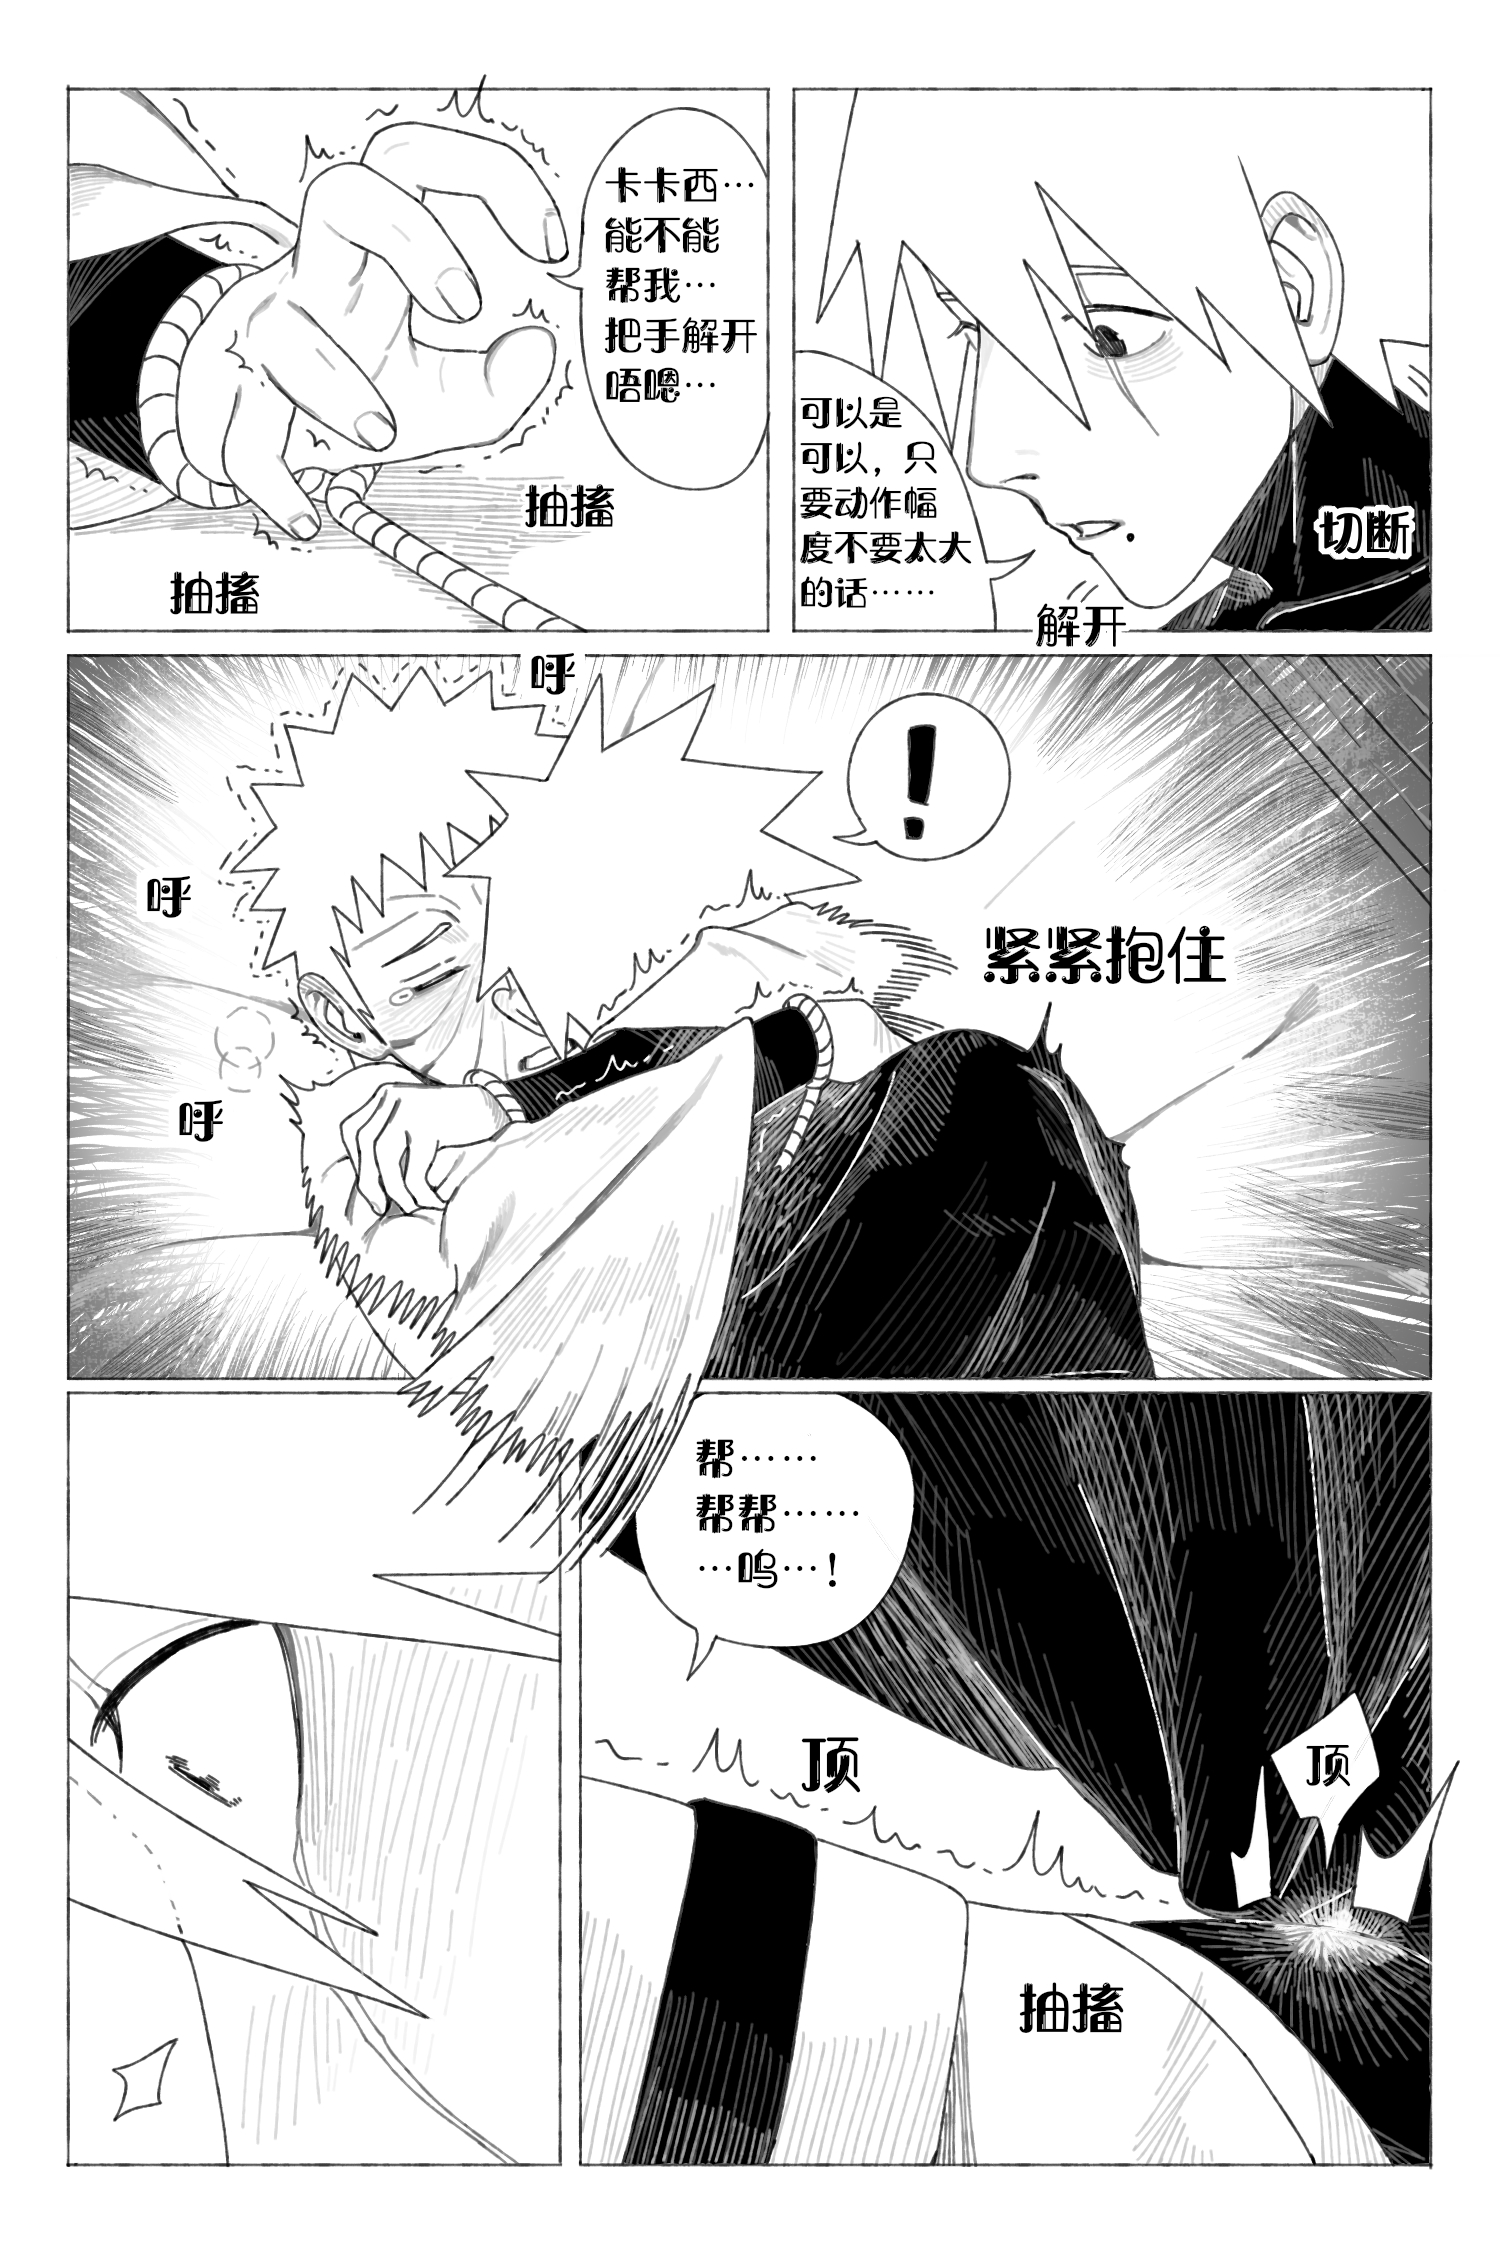 卡卡西…
能不能
帮我…
把手解开
唔嗯…
抽搐
抽搐
可以是
可以，只
要动作幅
度不要太大
的话……
切断
解开
呼
！
呼
紧紧抱住
呼
帮……
帮帮……
…呜…！
顶
顶
抽搐